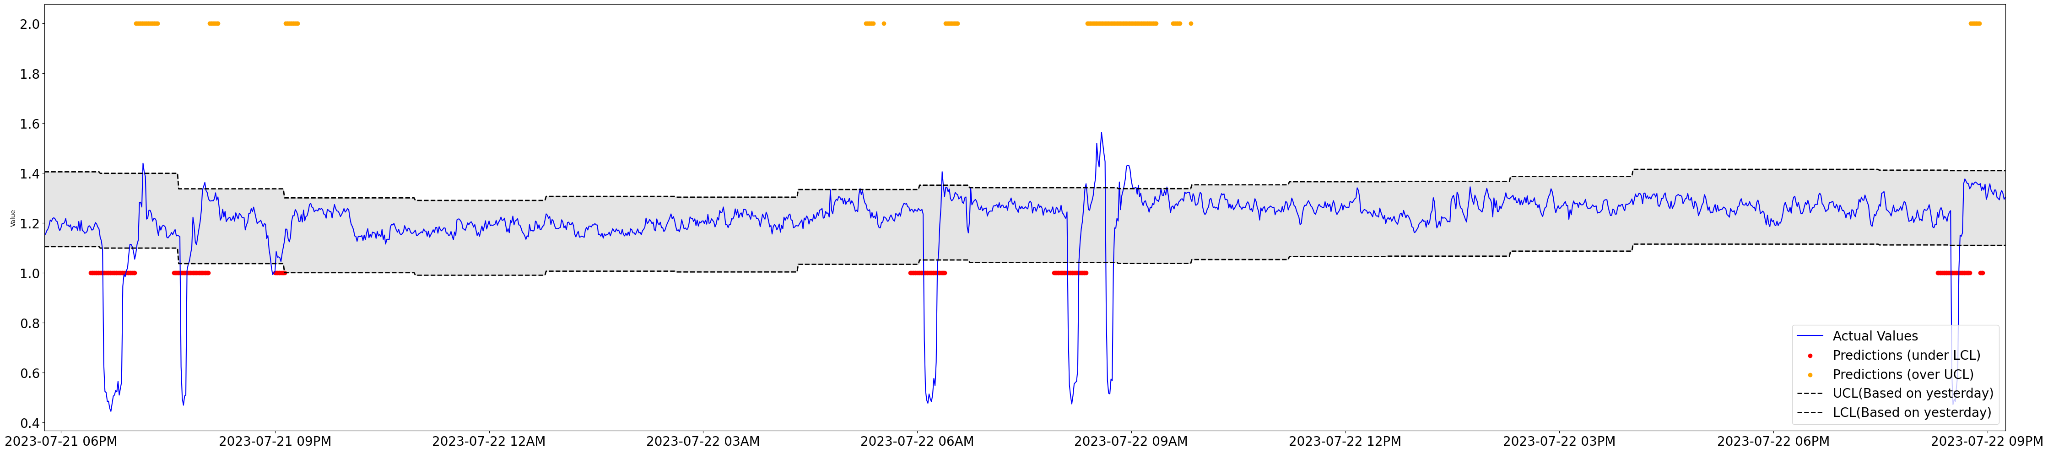 2.0
1.8
1.6
1.4
1.2
1.0
0.8
0.6
0.4
Value
Actual Values
Predictions (under LCL)
Predictions (over UCL)
UCL(Based on yesterday)
LCL(Based on yesterday)
2023-07-21 06PM 2023-07-21 09PM 2023-07-22 12AM 2023-07-22 03AM 2023-07-22 06AM 2023-07-22 09AM 2023-07-22 12PM 2023-07-22 03PM 2023-07-22 06PM 2023-07-22 09PM